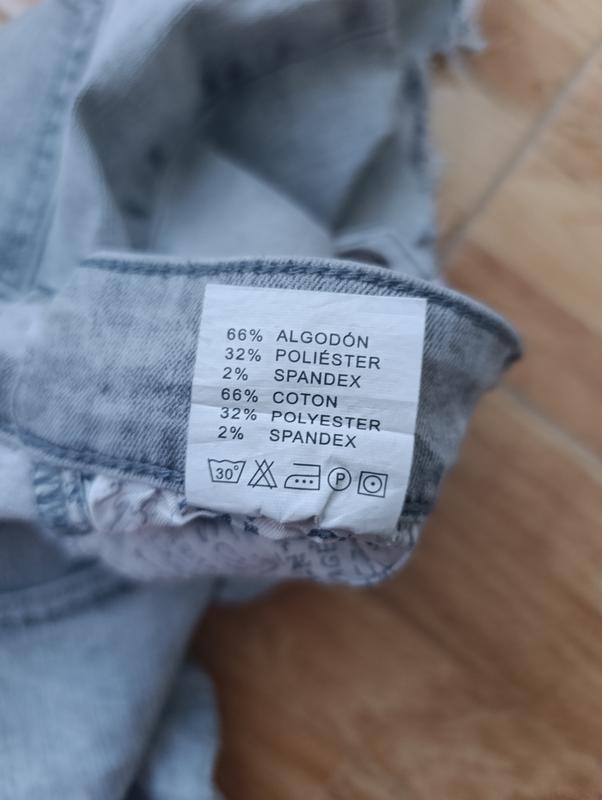 66% ALGODÓN
32% POLIÉSTER
2% SPANDEX
66% COTON
32% POLYESTER
2% SPANDEX
30° P